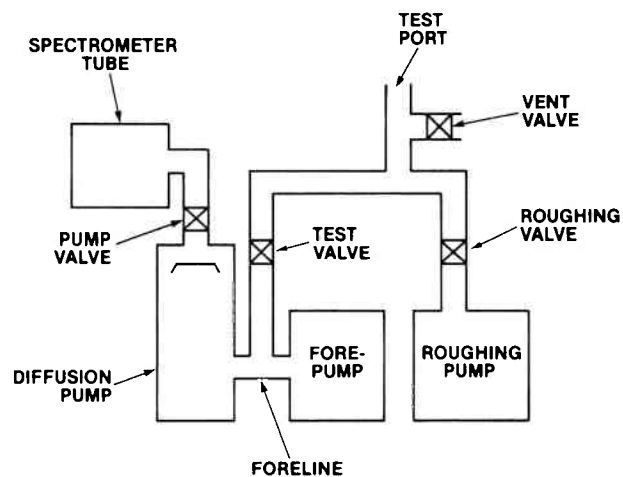 TEST
PORT
SPECTROMETER
TUBE
VENT
VALVE
PUMP
VALVE
TEST
VALVE
ROUGHING
VALVE
DIFFUSION
PUMP
FORE-
PUMP
ROUGHING
PUMP
FORELINE